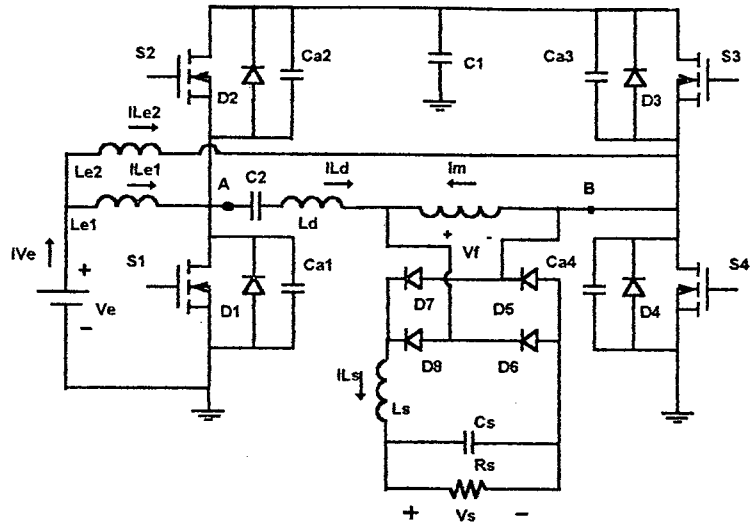 S2
D2
Ca2
C1
Ca3
D3
S3
ILe2
ILe1
Le2
Le1
A
C2
Ld
ILd
Im
B
+ Vf -
IVe
+
Ve
−
S1
D1
Ca1
D7
D5
Ca4
D4
S4
D8
D6
ILs
Ls
Cs
Rs
+ Vs −